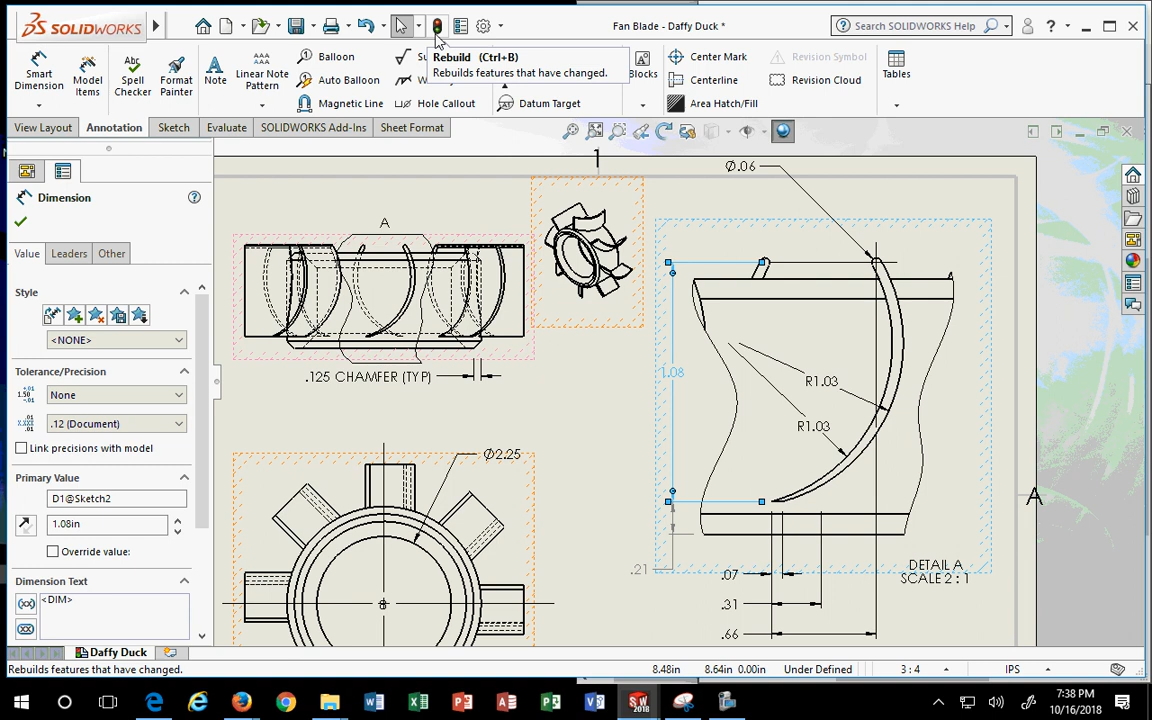 SOLIDWORKS
Fan Blade - Daffy Duck *
Search SOLIDWORKS Help
?
Rebuild (Ctrl+B)
Rebuilds features that have changed.
Smart Dimension
Model Items
Spell Checker
Format Painter
Note
Linear Note Pattern
Balloon
Auto Balloon
Magnetic Line
Su
Hole Callout
Datum Target
Blocks
Center Mark
Centerline
Area Hatch/Fill
Revision Symbol
Revision Cloud
Tables
View Layout
Annotation
Sketch
Evaluate
SOLIDWORKS Add-Ins
Sheet Format
Dimension
Value
Leaders
Other
Style
<NONE>
Tolerance/Precision
None
.12 (Document)
Link precisions with model
Primary Value
D1@Sketch2
1.08in
Override value:
Dimension Text
<DIM>
1
A
.125 CHAMFER (TYP)
Ø2.25
Ø.06
1.08
R1.03
R1.03
.21
.07
.31
.66
DETAIL A
SCALE 2 : 1
A
Daffy Duck
Rebuilds features that have changed.
8.48in
8.64in 0.00in
Under Defined
3 : 4
IPS
7:38 PM
10/16/2018